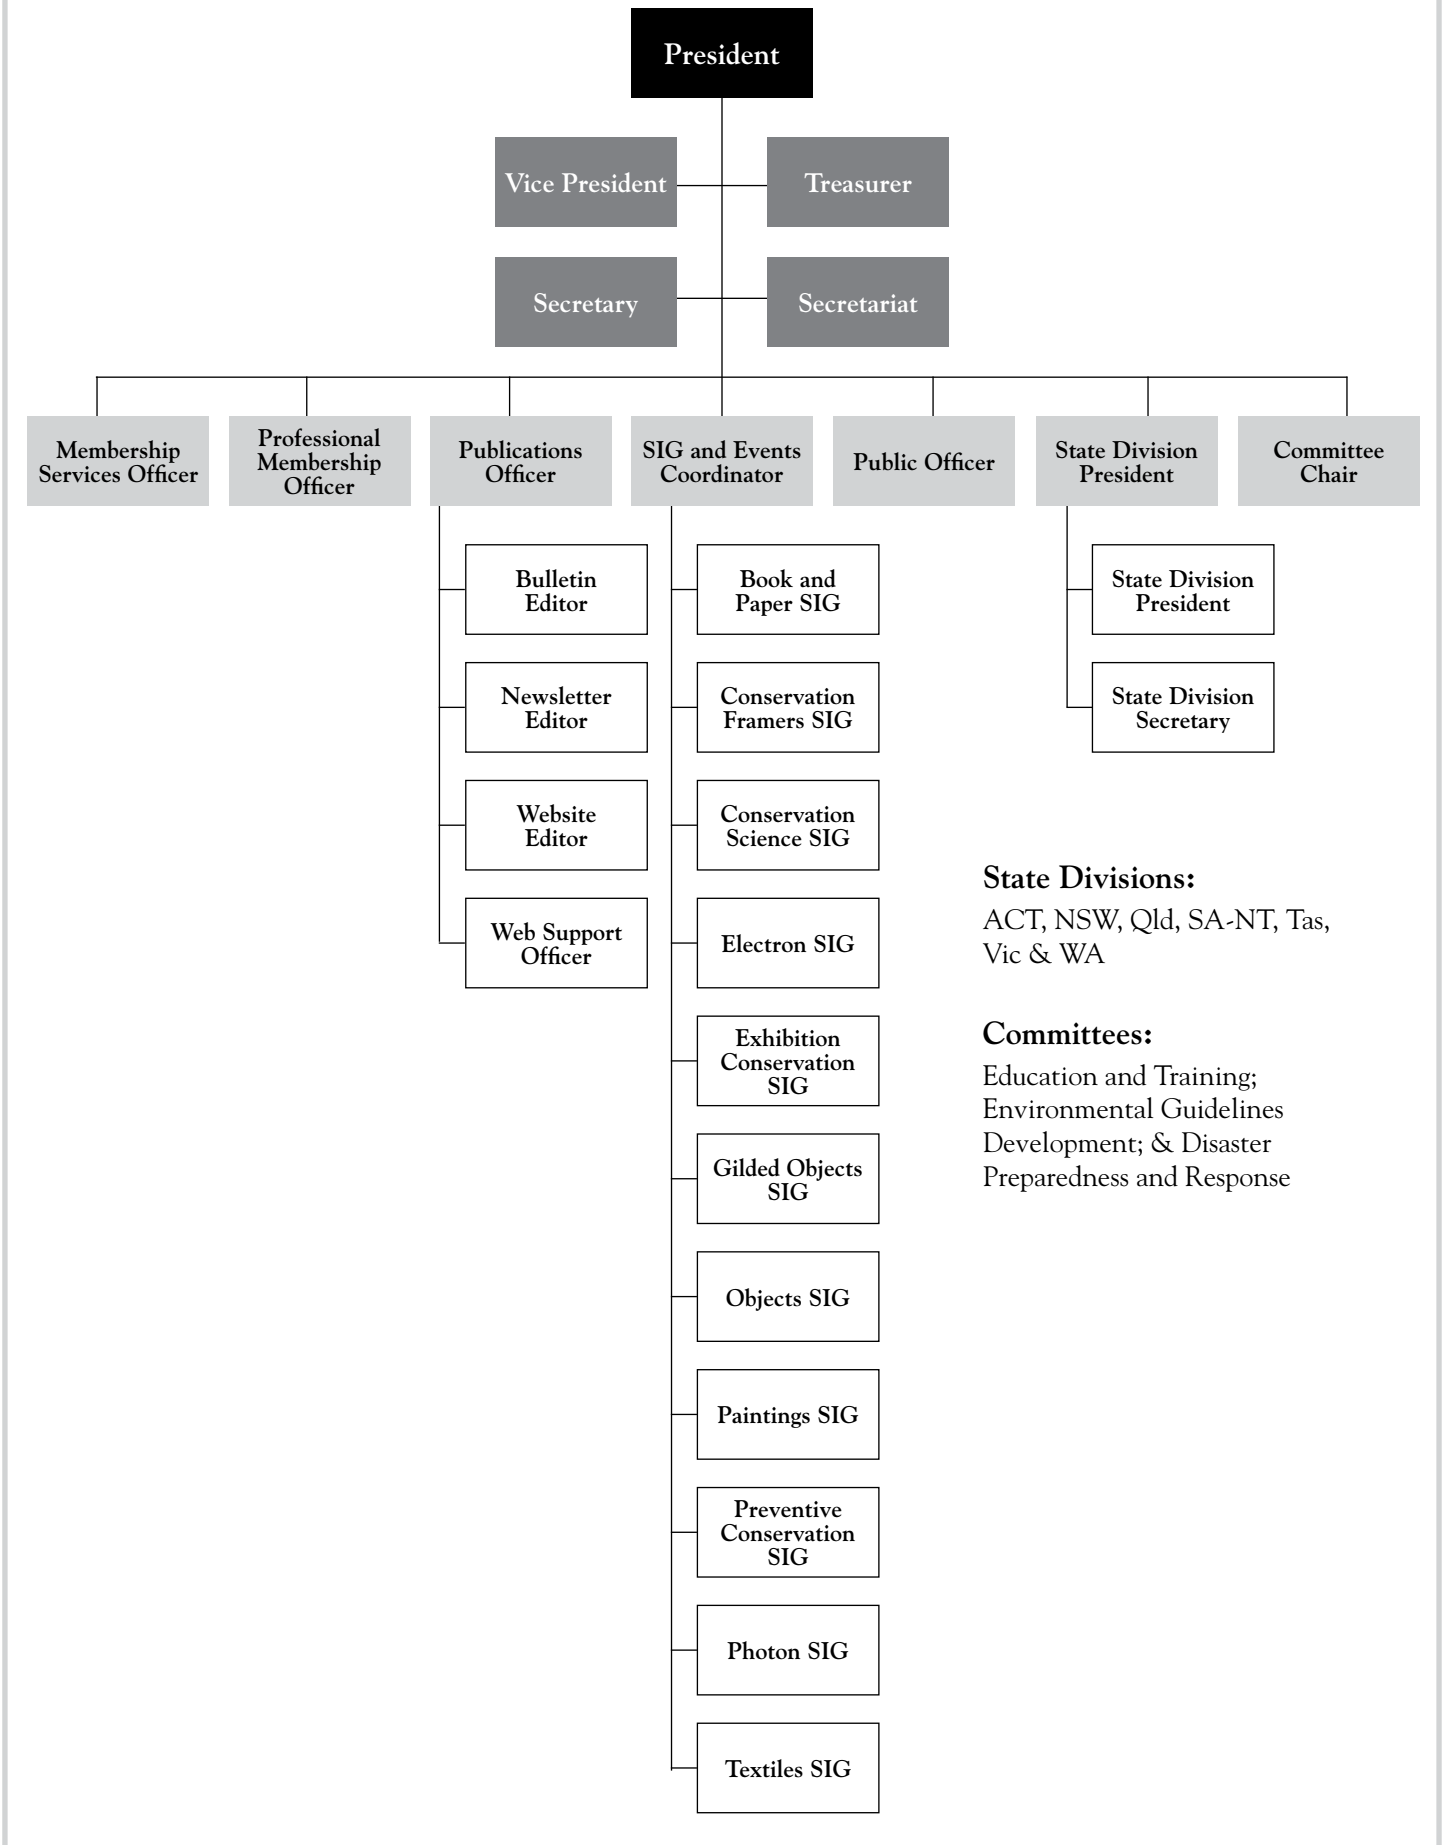 President
Vice President
Treasurer
Secretary
Secretariat
Membership
Services Officer
Professional
Membership
Officer
Publications
Officer
SIG and Events
Coordinator
Public Officer
State Division
President
Committee
Chair
Bulletin
Editor
Newsletter
Editor
Website
Editor
Web Support
Officer
Book and
Paper SIG
Conservation
Framers SIG
Conservation
Science SIG
Electron SIG
Exhibition
Conservation
SIG
Gilded Objects
SIG
Objects SIG
Paintings SIG
Preventive
Conservation
SIG
Photon SIG
Textiles SIG
State Division
President
State Division
Secretary
State Divisions:
ACT, NSW, Qld, SA-NT, Tas,
Vic & WA
Committees:
Education and Training;
Environmental Guidelines
Development; & Disaster
Preparedness and Response